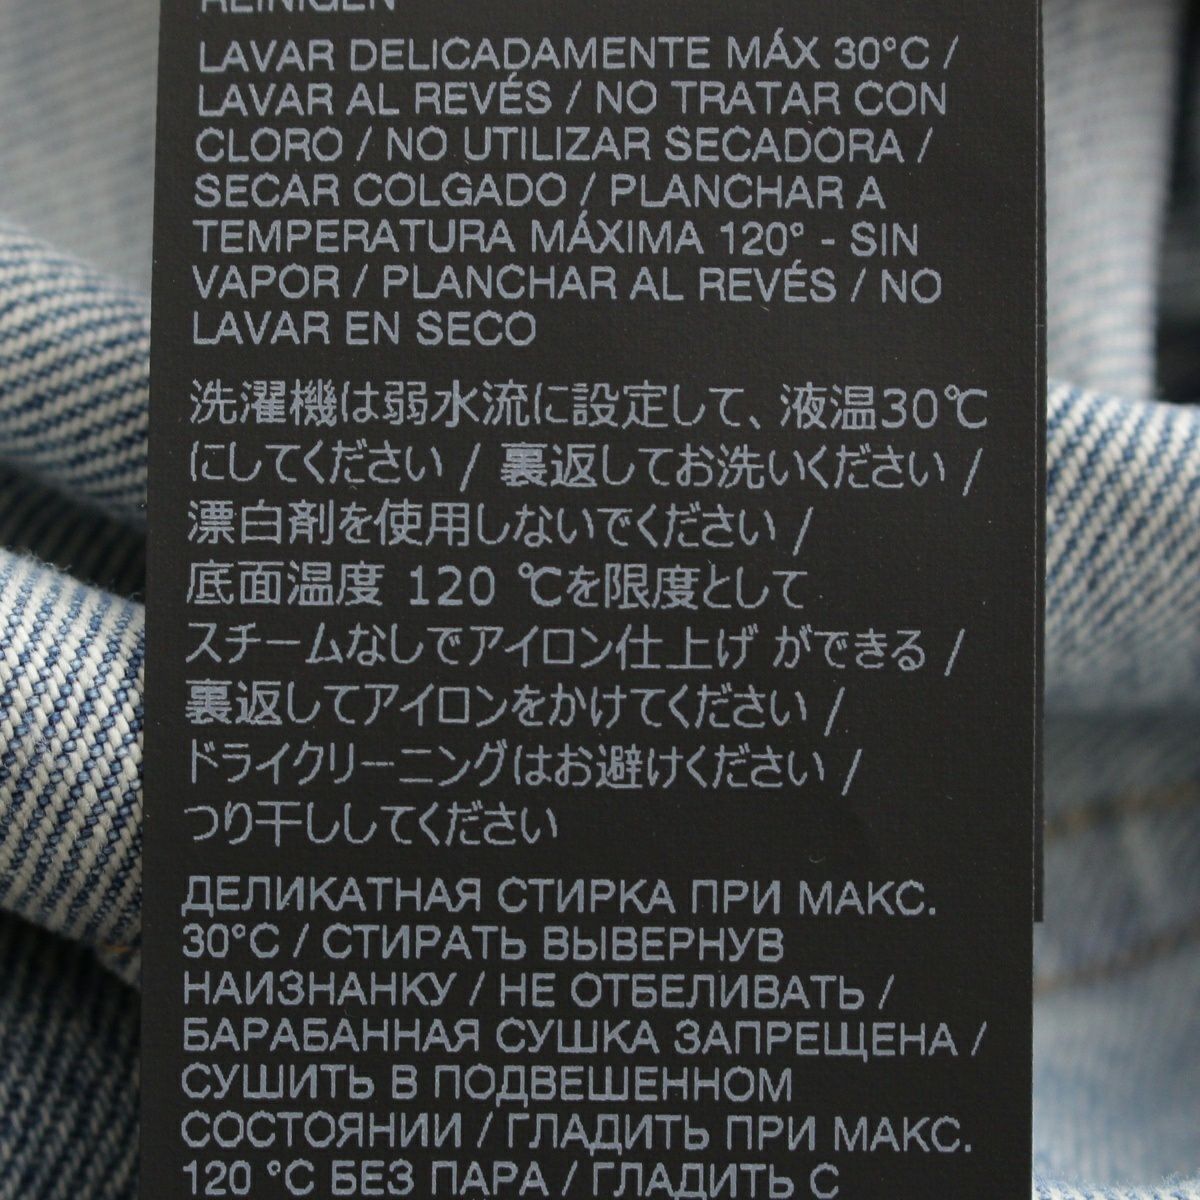 REINIGEN
LAVAR DELICADAMENTE MÁX 30°C /
LAVAR AL REVÉS / NO TRATAR CON
CLORO / NO UTILIZAR SECADORA /
SECAR COLGADO / PLANCHAR A
TEMPERATURA MÁXIMA 120° - SIN
VAPOR / PLANCHAR AL REVÉS / NO
LAVAR EN SECO
洗濯機は弱水流に設定して、液温30℃
にしてください / 裏返してお洗いください /
漂白剤を使用しないでください /
底面温度 120 ℃を限度として
スチームなしでアイロン仕上げ ができる /
裏返してアイロンをかけてください /
ドライクリーニングはお避けください /
つり干ししてください
ДЕЛИКАТНАЯ СТИРКА ПРИ МАКС.
30°C / СТИРАТЬ ВЫВЕРНУВ
НАИЗНАНКУ / НЕ ОТБЕЛИВАТЬ /
БАРАБАННАЯ СУШКА ЗАПРЕЩЕНА /
СУШИТЬ В ПОДВЕШЕННОМ
СОСТОЯНИИ / ГЛАДИТЬ ПРИ МАКС.
120 °C БЕЗ ПАРА / ГЛАДИТЬ С